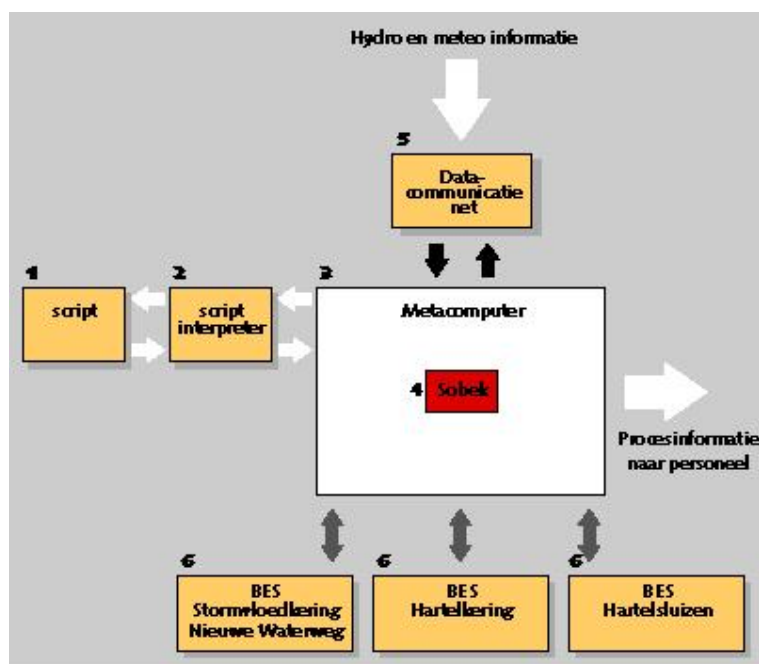 Hydro en meteo informatie
5
Data-
communicatie
net
1
2
3
script
script
interpreter
Metacomputer
4
Sobek
Procesinformatie
naar personeel
6
6
6
BES
Stormvloedkering
Nieuwe Waterweg
BES
Hartelkering
BES
Hartelsluizen